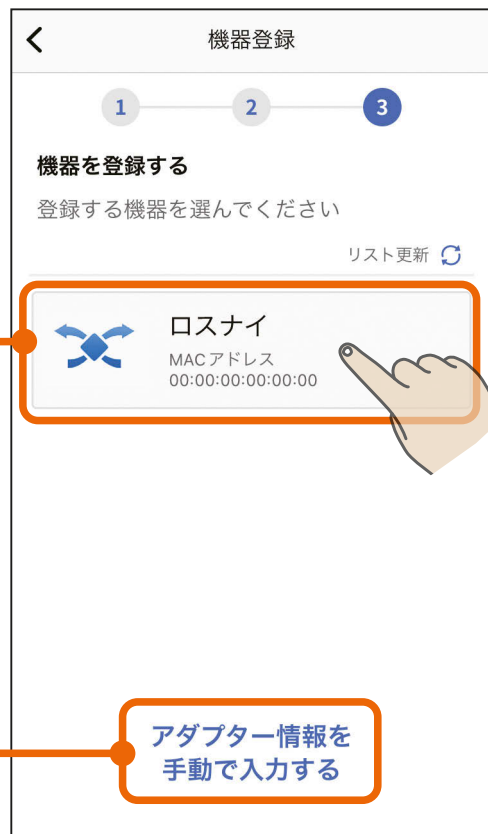 機器登録
1 2 3
機器を登録する
登録する機器を選んでください
リスト更新
ロスナイ
MACアドレス
00:00:00:00:00:00
アダプター情報を
手動で入力する